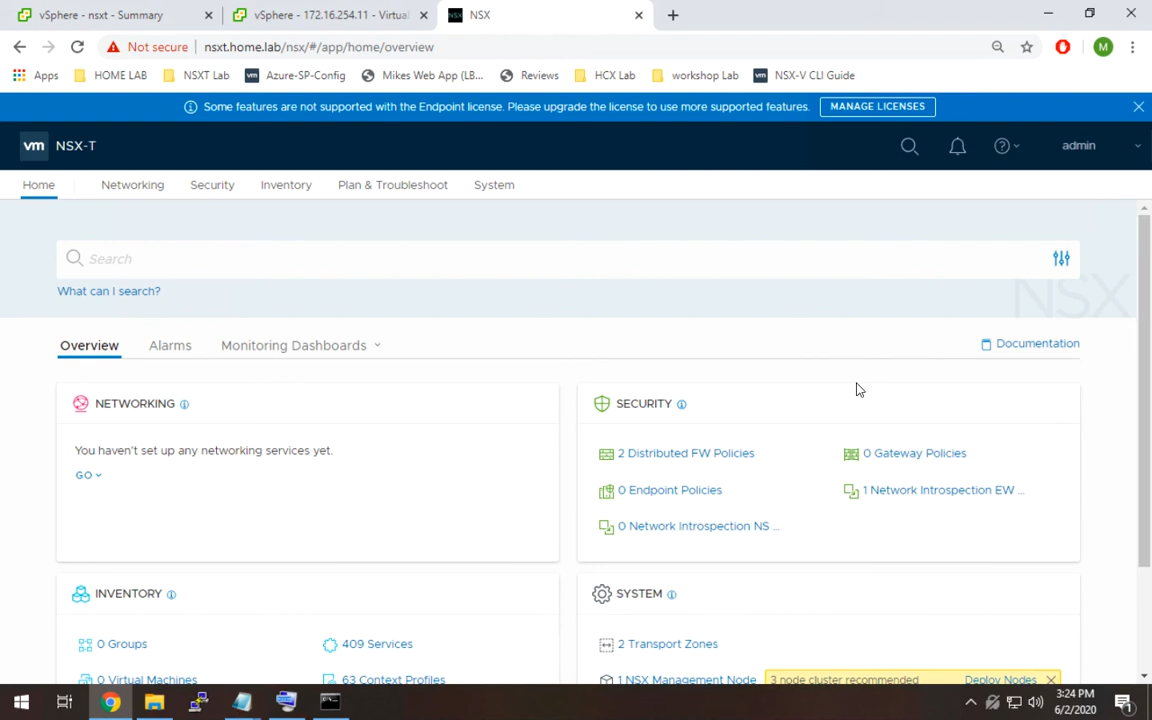 vSphere - nsxt - Summary
vSphere - 172.16.254.11 - Virtual
NSX
Not secure
nsxt.home.lab/nsx/#/app/home/overview
M
Apps
HOME LAB
NSXT Lab
vm Azure-SP-Config
Mikes Web App (LB...
Reviews
HCX Lab
workshop Lab
vm NSX-V CLI Guide
Some features are not supported with the Endpoint license. Please upgrade the license to use more supported features.
MANAGE LICENSES
vm NSX-T
admin
Home
Networking
Security
Inventory
Plan & Troubleshoot
System
Search
What can I search?
NSX
Overview
Alarms
Monitoring Dashboards
Documentation
NETWORKING
You haven't set up any networking services yet.
GO
SECURITY
2 Distributed FW Policies
0 Gateway Policies
0 Endpoint Policies
1 Network Introspection EW ...
0 Network Introspection NS ...
INVENTORY
0 Groups
409 Services
0 Virtual Machines
63 Context Profiles
SYSTEM
2 Transport Zones
1 NSX Management Node
3 node cluster recommended
Deploy Nodes
3:24 PM
6/2/2020
1